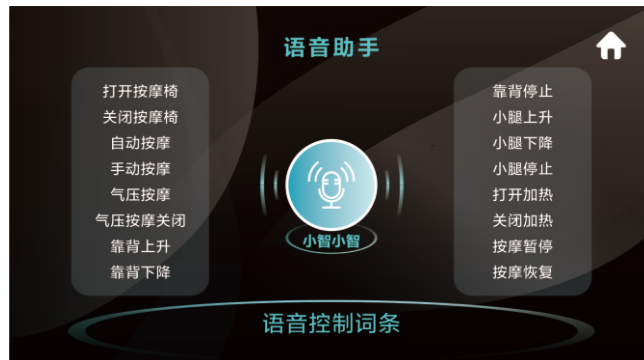 语音助手
打开按摩椅
关闭按摩椅
自动按摩
手动按摩
气压按摩
气压按摩关闭
靠背上升
靠背下降
小智小智
靠背停止
小腿上升
小腿下降
小腿停止
打开加热
关闭加热
按摩暂停
按摩恢复
语音控制词条